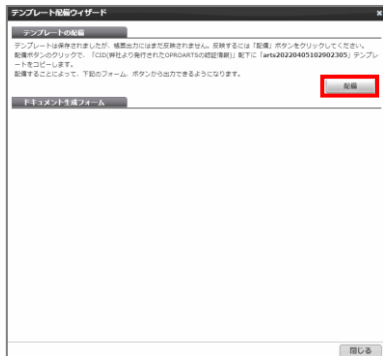 テンプレート配備ウィザード
テンプレートの配備
テンプレートは保存されましたが、帳票出力にはまだ反映されません。反映するには「配備」ボタンをクリックしてください。
配備ボタンのクリックで、「CID(弊社より発行されたOPROARTSの認証情報)」配下に「arts20220405102902305」テンプレ
ートをコピーします。
配備することによって、下記のフォーム、ボタンから出力できるようになります。
配備
ドキュメント生成フォーム
閉じる